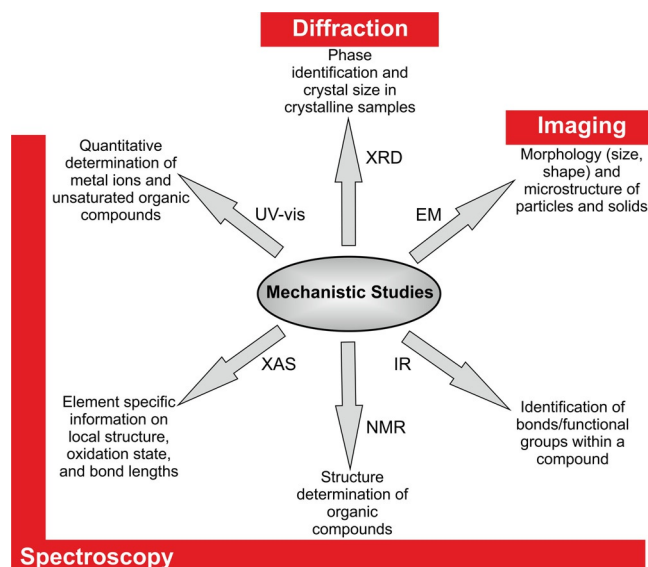 Diffraction
Phase
identification and
crystal size in
crystalline samples
XRD
Imaging
Morphology (size,
shape) and
microstructure of
particles and solids
EM
Quantitative
determination of
metal ions and
unsaturated organic
compounds
UV-vis
Mechanistic Studies
XAS
Element specific
information on
local structure,
oxidation state,
and bond lengths
NMR
Structure
determination of
organic
compounds
IR
Identification of
bonds/functional
groups within a
compound
Spectroscopy